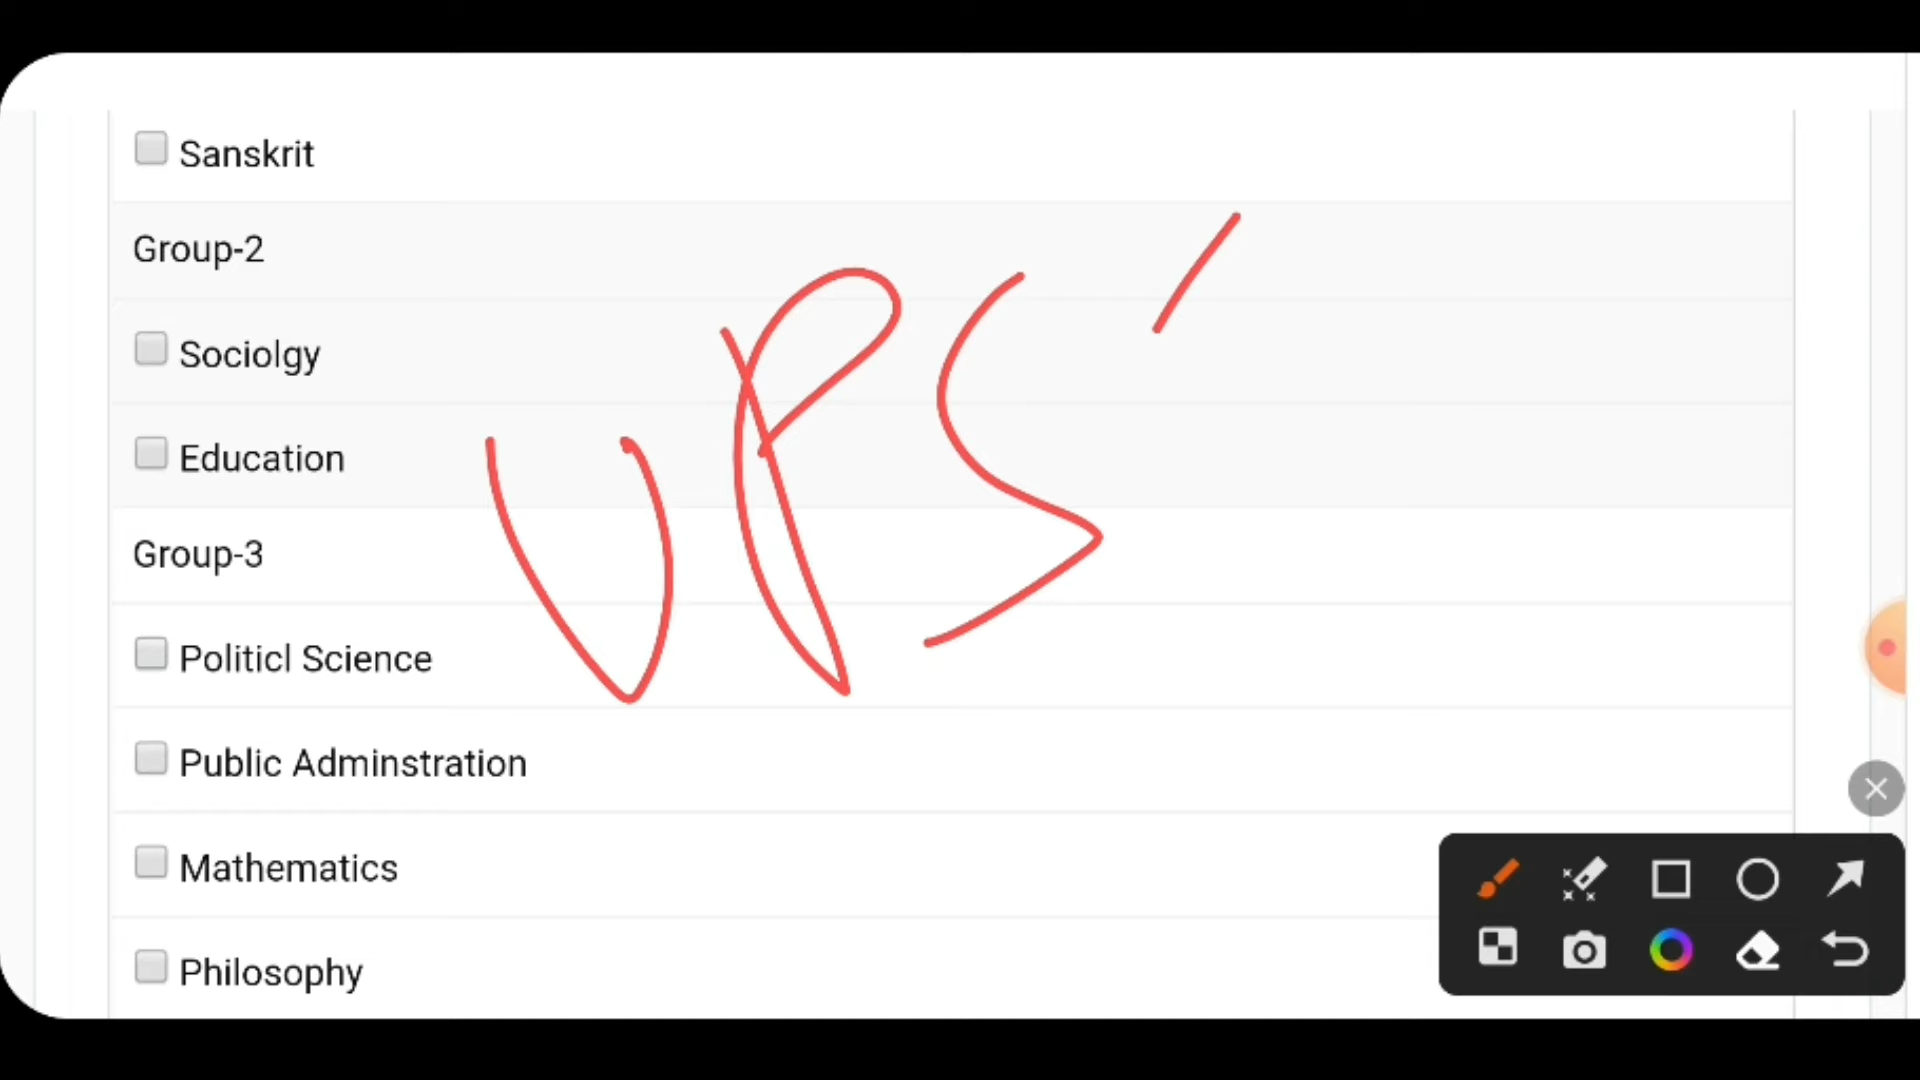 Sanskrit
Group-2
Sociolgy
Education
UPS
Group-3
Politicl Science
Public Adminstration
Mathematics
Philosophy